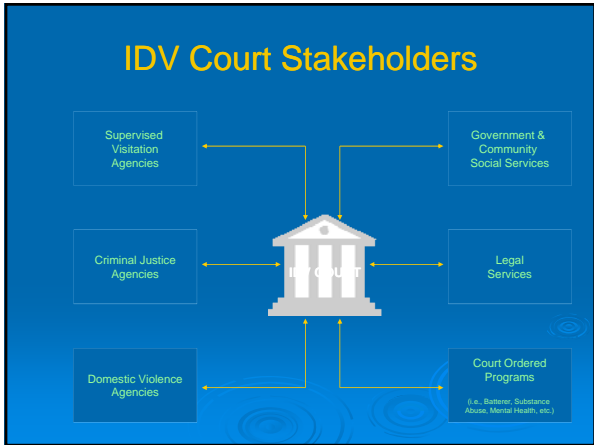 IDV Court Stakeholders
Supervised
Visitation
Agencies
Government &
Community
Social Services
Criminal Justice
Agencies
IDV COURT
Legal
Services
Domestic Violence
Agencies
Court Ordered
Programs
(i.e., Batterer, Substance
Abuse, Mental Health, etc.)